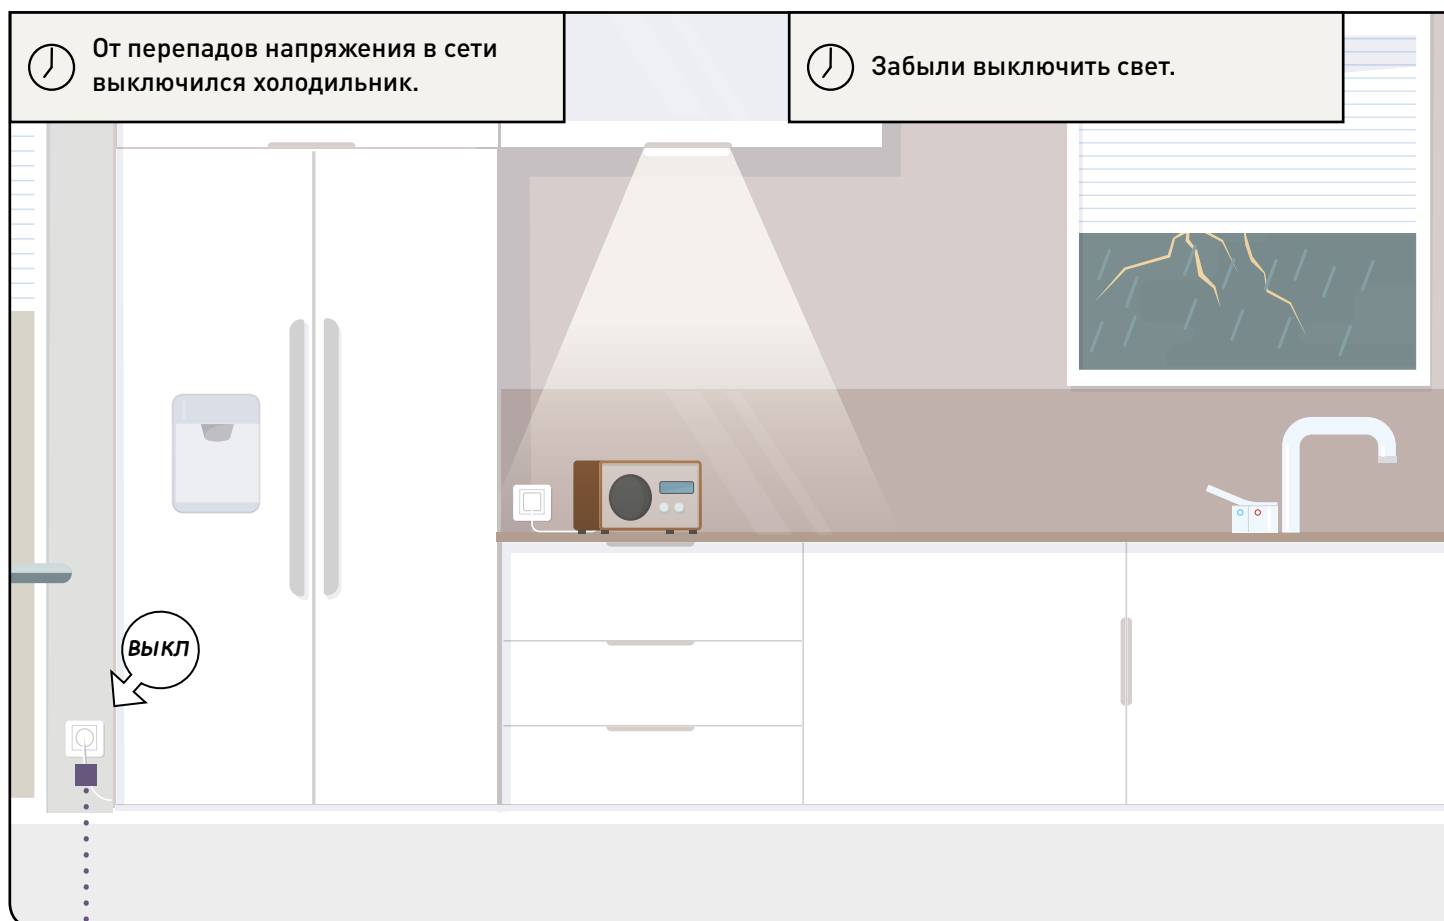 От перепадов напряжения в сети
выключился холодильник.
Забыли выключить свет.
ВЫКЛ